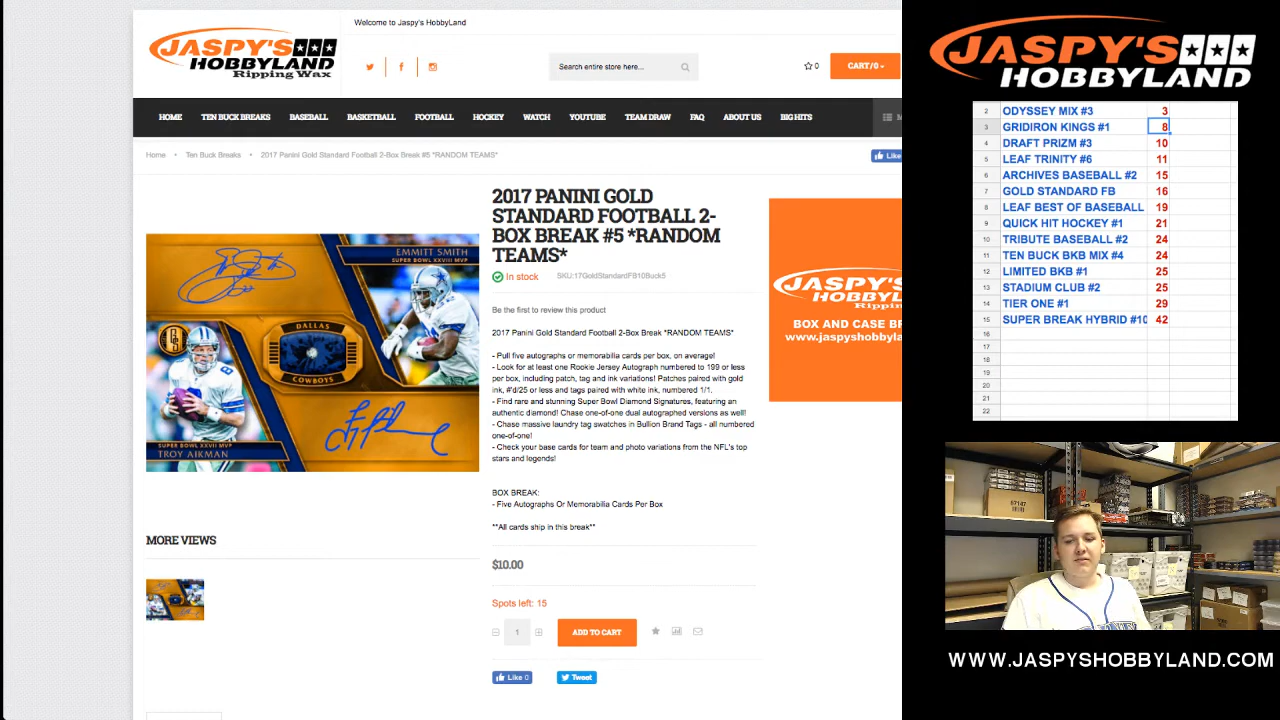 JASPY'S
HOBBYLAND
Ripping Wax
Welcome to Jaspy's HobbyLand
Search entire store here...
0
CART/0
HOME
TEN BUCK BREAKS
BASEBALL
BASKETBALL
FOOTBALL
HOCKEY
WATCH
YOUTUBE
TEAM DRAW
FAQ
ABOUT US
BIG HITS
Home • Ten Buck Breaks • 2017 Panini Gold Standard Football 2-Box Break #5 *RANDOM TEAMS*
Like
EMMITT SMITH
SUPER BOWL XXVIII MVP
DALLAS
COWBOYS
8
SUPER BOWL XXVII MVP
TROY AIKMAN
MORE VIEWS
2017 PANINI GOLD
STANDARD FOOTBALL 2-
BOX BREAK #5 *RANDOM
TEAMS*
In stock
SKU:17GoldStandardFB10Buck5
Be the first to review this product
2017 Panini Gold Standard Football 2-Box Break *RANDOM TEAMS*
- Pull five autographs or memorabilia cards per box, on average!
- Look for at least one Rookie Jersey Autograph numbered to 199 or less
per box, including patch, tag and ink variations! Patches paired with gold
ink, #'d/25 or less and tags paired with white ink, numbered 1/1.
- Find rare and stunning Super Bowl Diamond Signatures, featuring an
authentic diamond! Chase one-of-one dual autographed versions as well!
- Chase massive laundry tag swatches in Bullion Brand Tags - all numbered
one-of-one!
- Check your base cards for team and photo variations from the NFL's top
stars and legends!
BOX BREAK:
- Five Autographs Or Memorabilia Cards Per Box
**All cards ship in this break**
$10.00
Spots left: 15
1
ADD TO CART
Like 0
Tweet
JASPY'S
HOBBYLA
Ripping
BOX AND CASE BR
www.jaspyhobbyla
JASPY'S
HOBBYLAND
2 ODYSSEY MIX #3 3
3 GRIDIRON KINGS #1 8
4 DRAFT PRIZM #3 10
5 LEAF TRINITY #6 11
6 ARCHIVES BASEBALL #2 15
7 GOLD STANDARD FB 16
8 LEAF BEST OF BASEBALL 19
9 QUICK HIT HOCKEY #1 21
10 TRIBUTE BASEBALL #2 24
11 TEN BUCK BKB MIX #4 24
12 LIMITED BKB #1 25
13 STADIUM CLUB #2 25
14 TIER ONE #1 29
15 SUPER BREAK HYBRID #10 42
16
17
18
19
20
21
22
WWW.JASPYSHOBBYLAND.COM